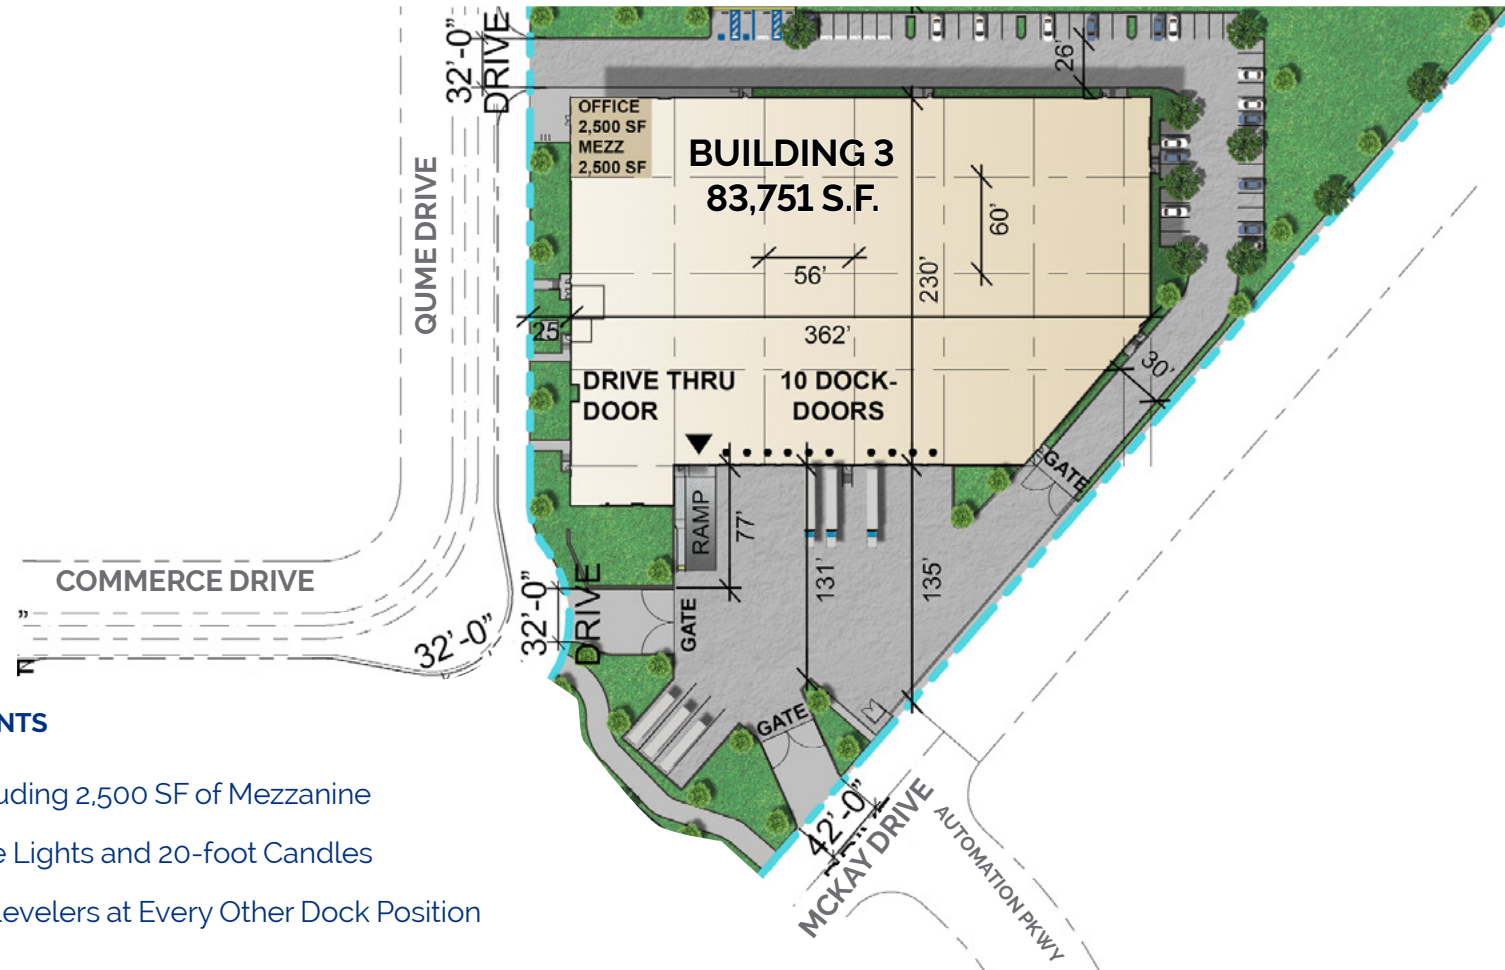 32'-0"
DRIVE
26'
OFFICE
2,500 SF
MEZZ
2,500 SF
BUILDING 3
83,751 S.F.
QUME DRIVE
60'
56'
230'
25'
362'
30'
DRIVE THRU
DOOR
10 DOCK-
DOORS
GATE
RAMP
77'
131'
135'
COMMERCE DRIVE
32'-0"
32'-0"
DRIVE
GATE
GATE
42'-0"
MCKAY DRIVE
AUTOMATION PKWY
NTS
uding 2,500 SF of Mezzanine
e Lights and 20-foot Candles
Levelers at Every Other Dock Position